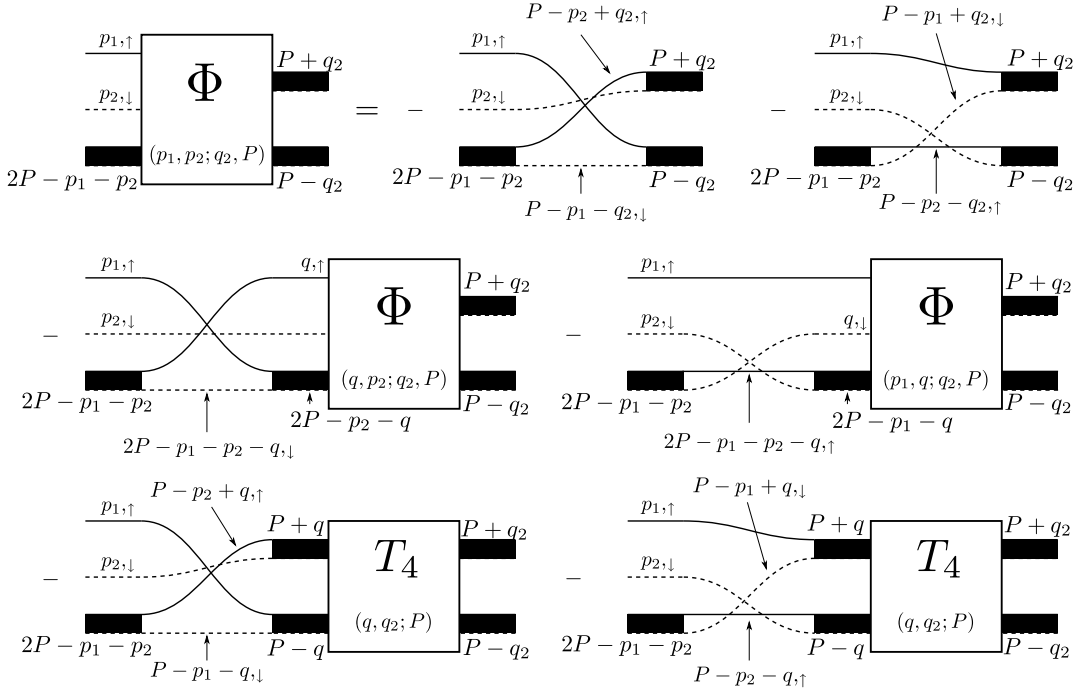 p₁,↑ P + q₂
Φ
p₂,↓
(p₁, p₂; q₂, P)
2P − p₁ − p₂ P − q₂
=
−
P − p₂ + q₂,↑
p₁,↑ P + q₂
p₂,↓
2P − p₁ − p₂ P − q₂
P − p₁ − q₂,↓
−
P − p₁ + q₂,↓
p₁,↑ P + q₂
p₂,↓
2P − p₁ − p₂ P − q₂
P − p₂ − q₂,↑
−
p₁,↑ q,↑ P + q₂
Φ
p₂,↓
(q, p₂; q₂, P)
2P − p₁ − p₂ P − q₂
2P − p₂ − q
2P − p₁ − p₂ − q,↓
−
p₁,↑ P + q₂
Φ
p₂,↓ q,↓
(p₁, q; q₂, P)
2P − p₁ − p₂ P − q₂
2P − p₁ − q
2P − p₁ − p₂ − q,↑
−
P − p₂ + q,↑
p₁,↑ P + q P + q₂
T₄
p₂,↓
(q, q₂; P)
2P − p₁ − p₂ P − q P − q₂
P − p₁ − q,↓
−
P − p₁ + q,↓
p₁,↑ P + q P + q₂
T₄
p₂,↓
(q, q₂; P)
2P − p₁ − p₂ P − q P − q₂
P − p₂ − q,↑